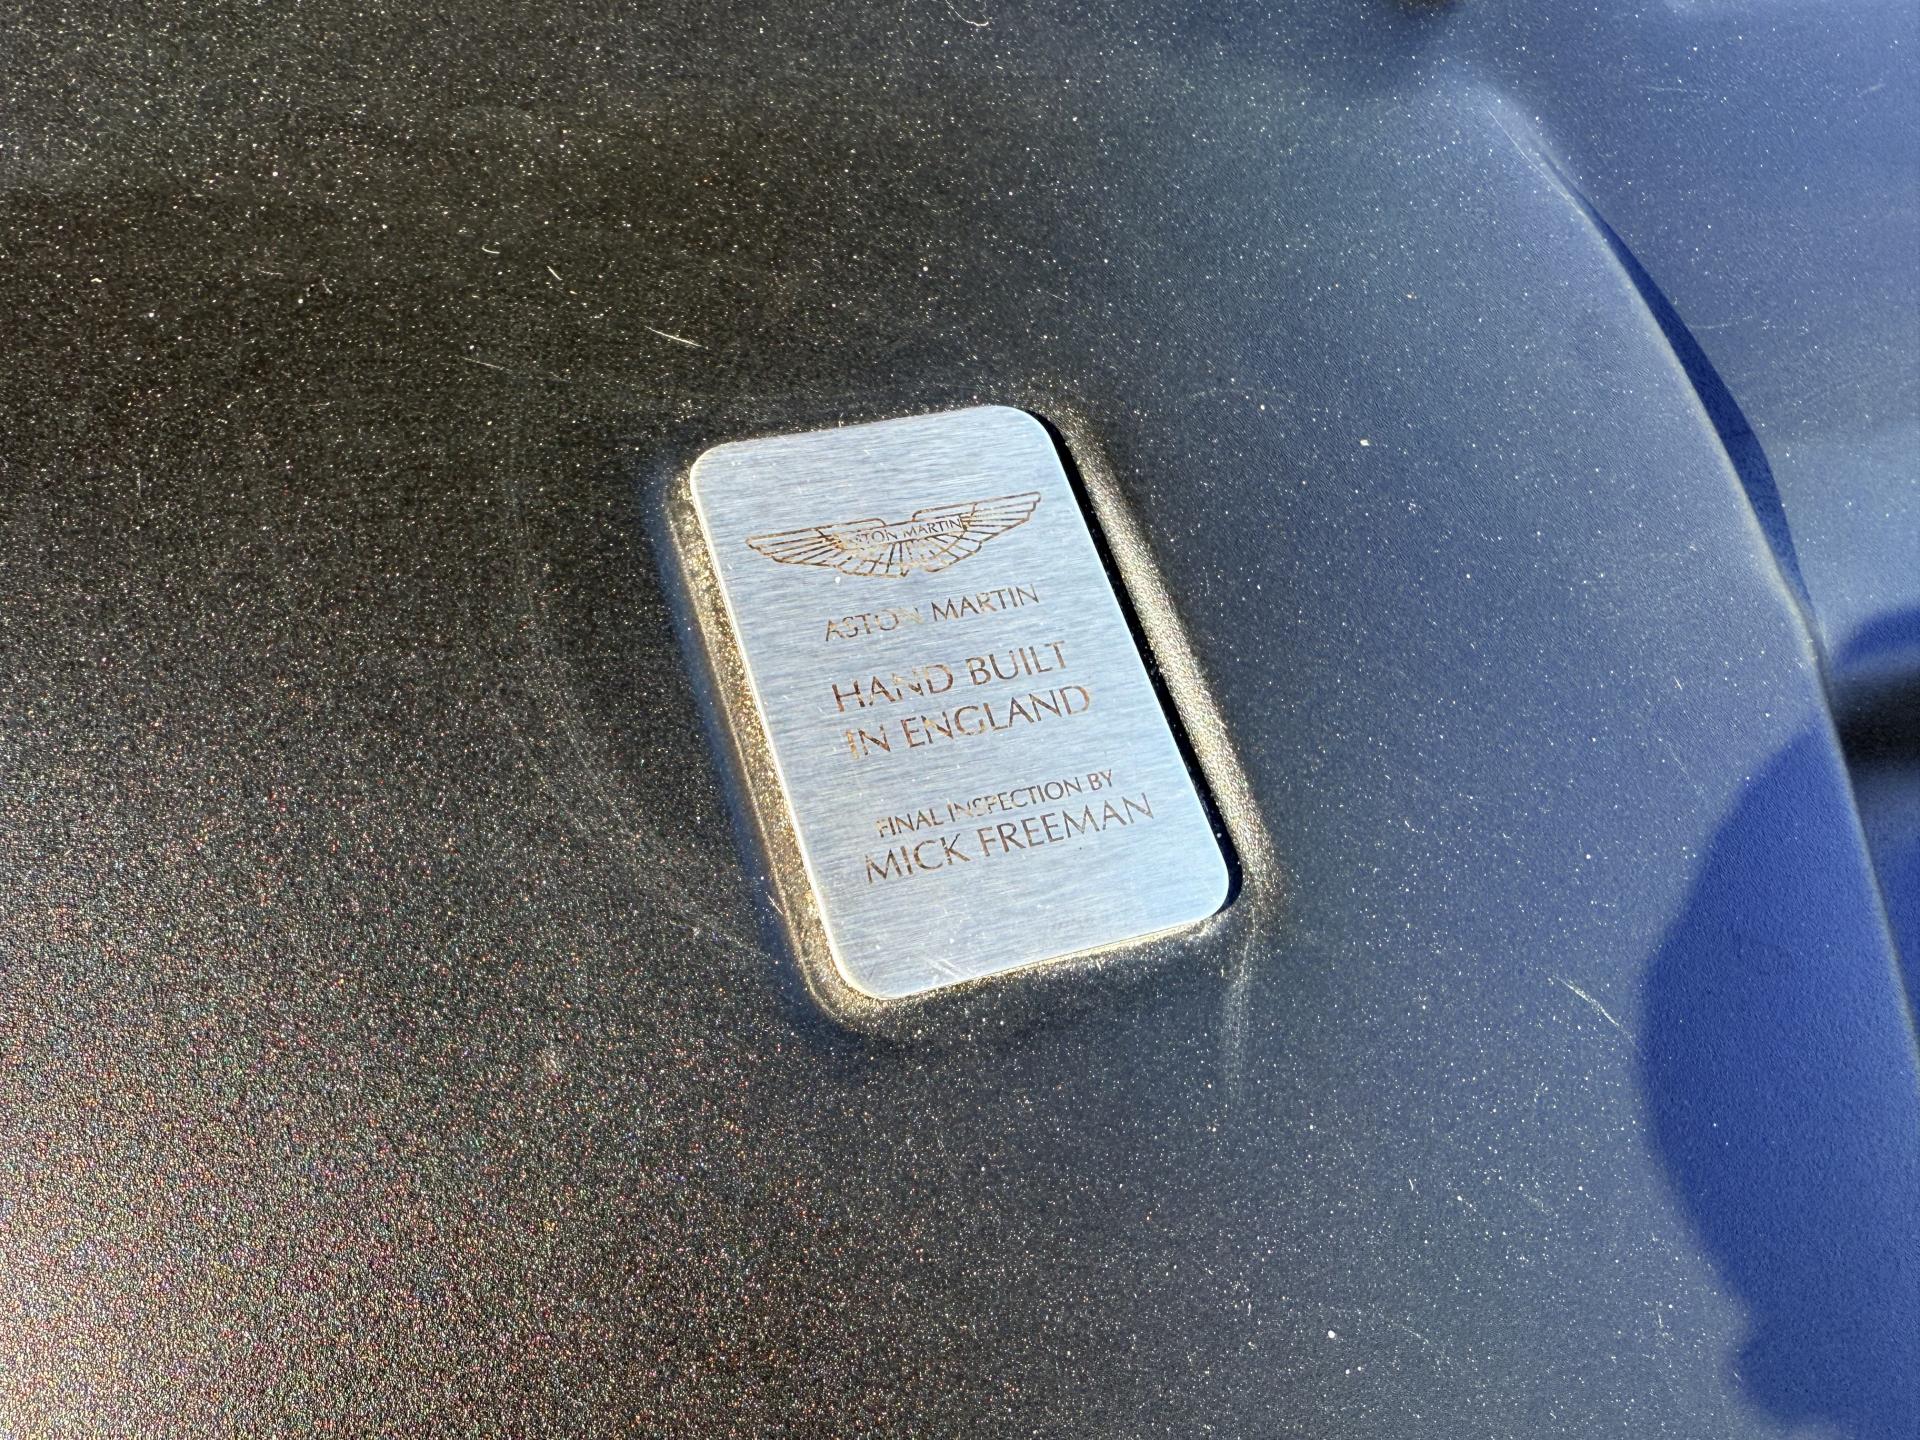 ASTON MARTIN
ASTON MARTIN
HAND BUILT
IN ENGLAND
FINAL INSPECTION BY
MICK FREEMAN